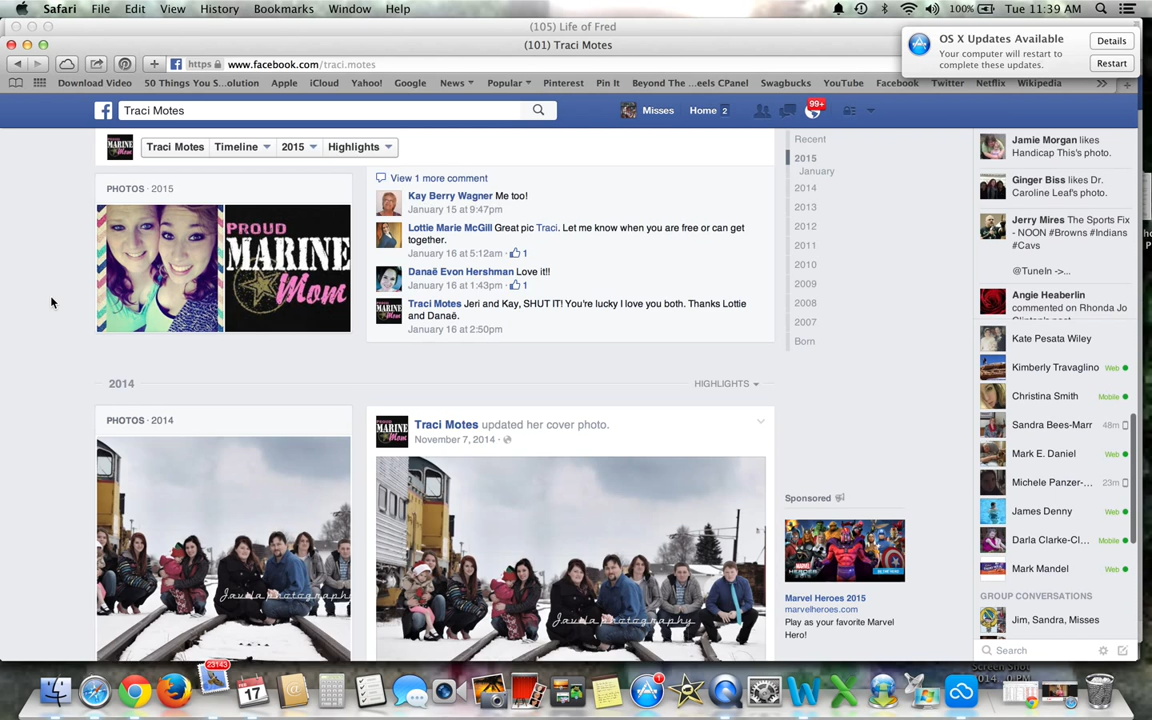 Safari File Edit View History Bookmarks Window Help
100% Tue 11:39 AM
(105) Life of Fred
(101) Traci Motes
OS X Updates Available
Your computer will restart to
complete these updates.
Details
Restart
https www.facebook.com/traci.motes
Download Video 50 Things You S...olution Apple iCloud Yahoo! Google News Popular Pinterest Pin It Beyond The ...eels CPanel Swagbucks YouTube Facebook Twitter Netflix Wikipedia
Traci Motes
Misses Home 2 99+
Traci Motes Timeline 2015 Highlights
PHOTOS · 2015
PROUD
MARINE
Mom
View 1 more comment
Kay Berry Wagner Me too!
January 15 at 9:47pm
Lottie Marie McGill Great pic Traci. Let me know when you are free or can get
together.
January 16 at 5:12am · 1
Danaë Evon Hershman Love it!!
January 16 at 1:43pm · 1
Traci Motes Jeri and Kay, SHUT IT! You're lucky I love you both. Thanks Lottie
and Danaë.
January 16 at 2:50pm
Recent
2015
January
2014
2013
2012
2011
2010
2009
2008
2007
Born
2014
HIGHLIGHTS
PHOTOS · 2014
Javila photography
Traci Motes updated her cover photo.
November 7, 2014 ·
Javila photography
Sponsored
MARVEL
HEROES
Marvel Heroes 2015
marvelheroes.com
Play as your favorite Marvel
Hero!
Jamie Morgan likes
Handicap This's photo.
Ginger Biss likes Dr.
Caroline Leaf's photo.
Jerry Mires The Sports Fix
- NOON #Browns #Indians
#Cavs
@TuneIn ->...
Angie Heaberlin
commented on Rhonda Jo
Kate Pesata Wiley
Kimberly Travaglino Web
Christina Smith Mobile
Sandra Bees-Marr 48m
Mark E. Daniel Web
Michele Panzer-... 23m
James Denny Web
Darla Clarke-Cl... Mobile
Mark Mandel Web
GROUP CONVERSATIONS
Jim, Sandra, Misses
Search
Screen Shot
23143
17
1